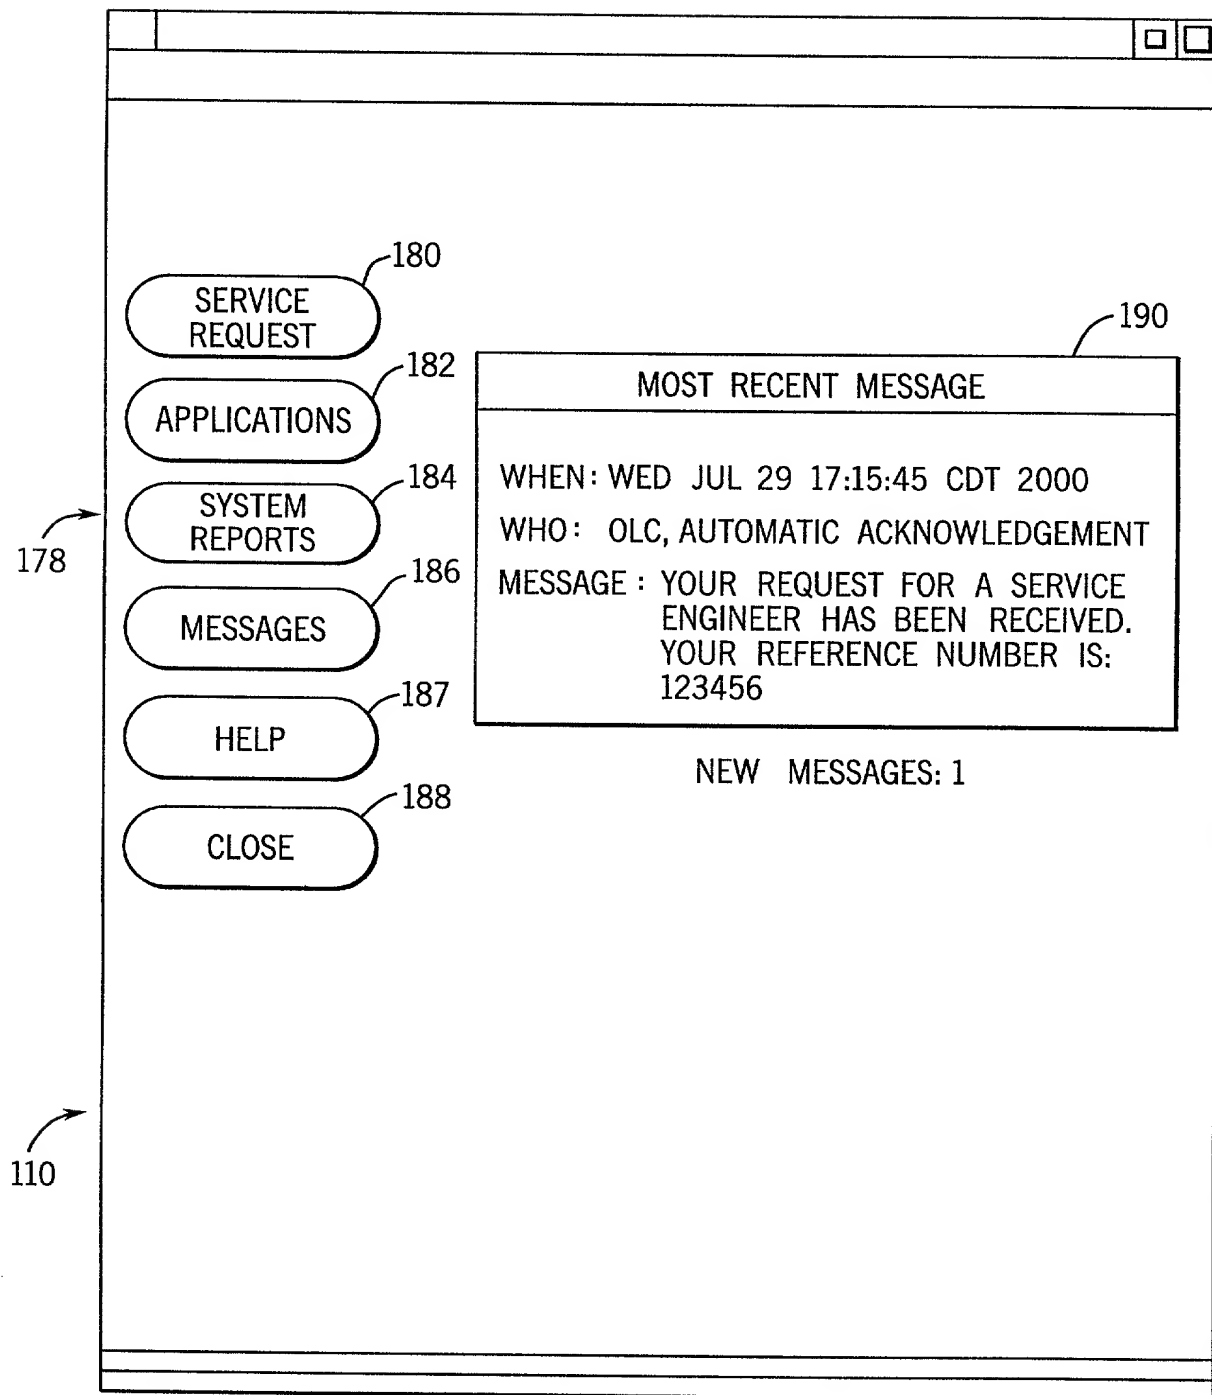 180
SERVICE
REQUEST
182
APPLICATIONS
184
SYSTEM
REPORTS
178
186
MESSAGES
187
HELP
188
CLOSE
190
MOST RECENT MESSAGE
WHEN: WED JUL 29 17:15:45 CDT 2000
WHO: OLC, AUTOMATIC ACKNOWLEDGEMENT
MESSAGE: YOUR REQUEST FOR A SERVICE
ENGINEER HAS BEEN RECEIVED.
YOUR REFERENCE NUMBER IS:
123456
NEW MESSAGES: 1
110